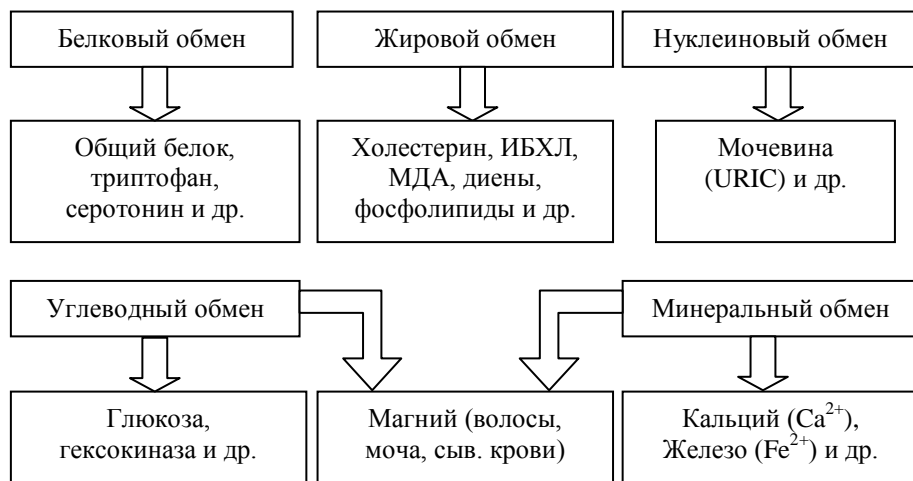 Белковый обмен
Жировой обмен
Нуклеиновый обмен
Общий белок,
триптофан,
серотонин и др.
Холестерин, ИБХЛ,
МДА, диены,
фосфолипиды и др.
Мочевина
(URIC) и др.
Углеводный обмен
Минеральный обмен
Глюкоза,
гексокиназа и др.
Магний (волосы,
моча, сыв. крови)
Кальций (Ca²⁺),
Железо (Fe²⁺) и др.